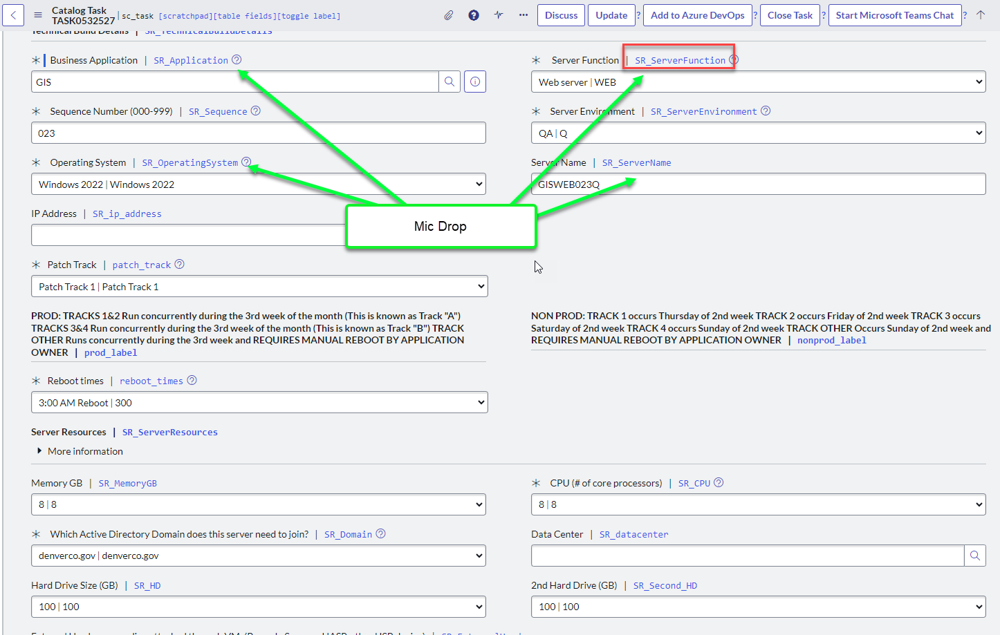 Catalog Task
TASK0532527 | sc_task [scratchpad][table fields][toggle label]
Discuss
Update
?
Add to Azure DevOps
?
Close Task
?
Start Microsoft Teams Chat
?
Technical Build Details | SR_TechnicalBuildDetails
Business Application | SR_Application
GIS
Server Function | SR_ServerFunction
Web server | WEB
Sequence Number (000-999) | SR_Sequence
023
Server Environment | SR_ServerEnvironment
QA | Q
Operating System | SR_OperatingSystem
Windows 2022 | Windows 2022
Server Name | SR_ServerName
GISWEB023Q
IP Address | SR_ip_address
Mic Drop
Patch Track | patch_track
Patch Track 1 | Patch Track 1
PROD: TRACKS 1&2 Run concurrently during the 3rd week of the month (This is known as Track "A")
TRACKS 3&4 Run concurrently during the 3rd week of the month (This is known as Track "B") TRACK
OTHER Runs concurrently during the 3rd week and REQUIRES MANUAL REBOOT BY APPLICATION
OWNER | prod_label
NON PROD: TRACK 1 occurs Thursday of 2nd week TRACK 2 occurs Friday of 2nd week TRACK 3 occurs
Saturday of 2nd week TRACK 4 occurs Sunday of 2nd week TRACK OTHER Occurs Sunday of 2nd week and
REQUIRES MANUAL REBOOT BY APPLICATION OWNER | nonprod_label
Reboot times | reboot_times
3:00 AM Reboot | 300
Server Resources | SR_ServerResources
More information
Memory GB | SR_MemoryGB
8 | 8
CPU (# of core processors) | SR_CPU
8 | 8
Which Active Directory Domain does this server need to join? | SR_Domain
denverco.gov | denverco.gov
Data Center | SR_datacenter
Hard Drive Size (GB) | SR_HD
100 | 100
2nd Hard Drive (GB) | SR_Second_HD
100 | 100